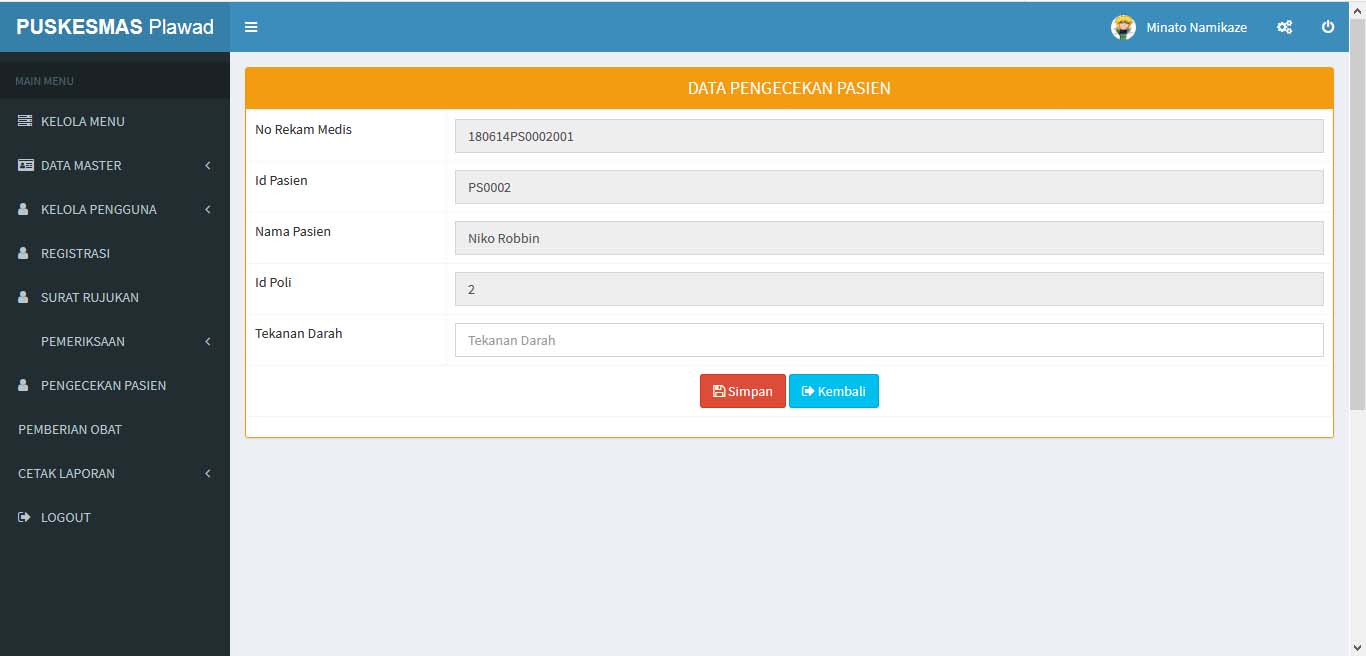 PUSKESMAS Plawad
Minato Namikaze
MAIN MENU
KELOLA MENU
DATA MASTER
KELOLA PENGGUNA
REGISTRASI
SURAT RUJUKAN
PEMERIKSAAN
PENGECEKAN PASIEN
PEMBERIAN OBAT
CETAK LAPORAN
LOGOUT
DATA PENGECEKAN PASIEN
No Rekam Medis 180614PS0002001
Id Pasien PS0002
Nama Pasien Niko Robbin
Id Poli 2
Tekanan Darah Tekanan Darah
Simpan Kembali